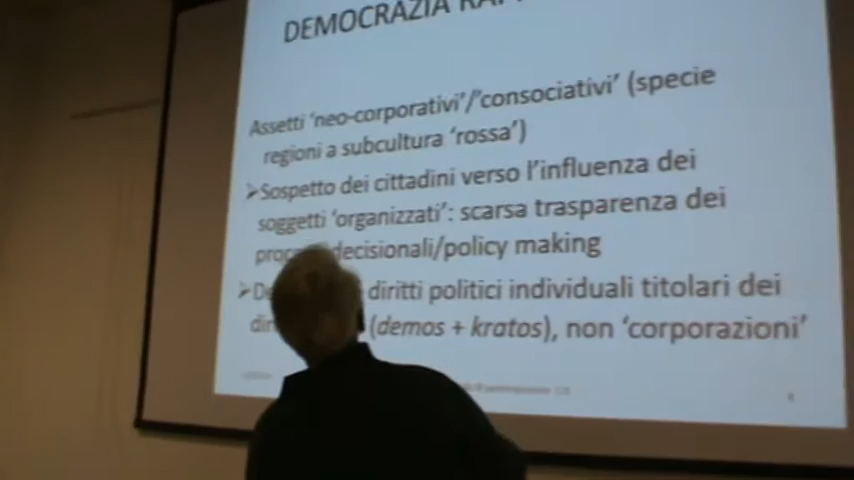 DEMOCRAZIA
Assetti ‘neo-corporativi’/’consociativi’ (specie
regioni a subcultura ‘rossa’)
➢Sospetto dei cittadini verso l’influenza dei
soggetti ‘organizzati’: scarsa trasparenza dei
decisionali/policy making
➢ diritti politici individuali titolari dei
(demos + kratos), non ‘corporazioni’